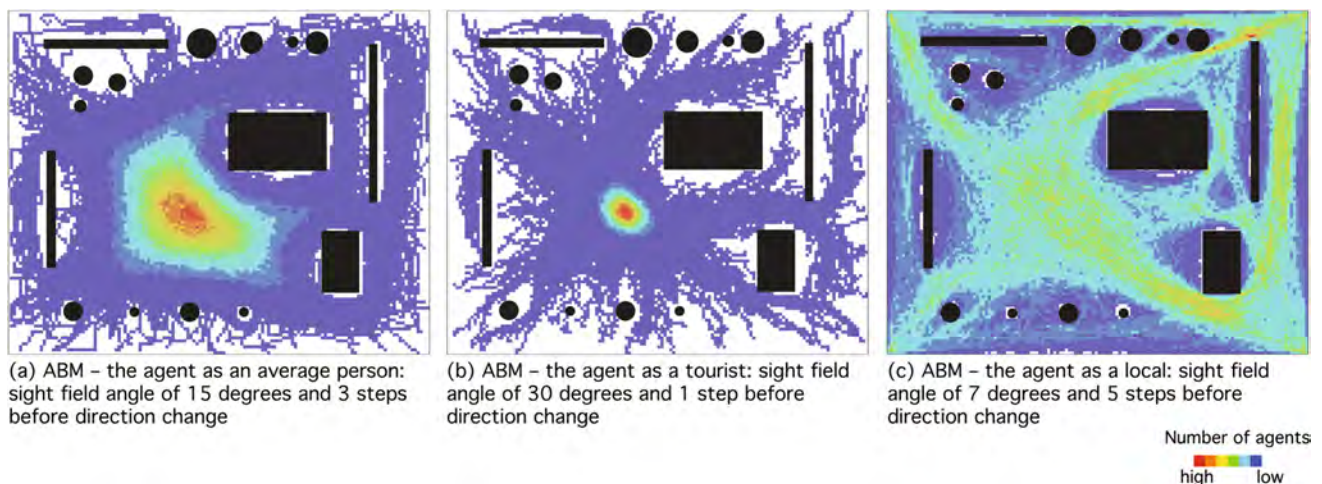 (a) ABM – the agent as an average person:
sight field angle of 15 degrees and 3 steps
before direction change
(b) ABM – the agent as a tourist: sight field
angle of 30 degrees and 1 step before
direction change
(c) ABM – the agent as a local: sight field
angle of 7 degrees and 5 steps before
direction change
Number of agents
high low